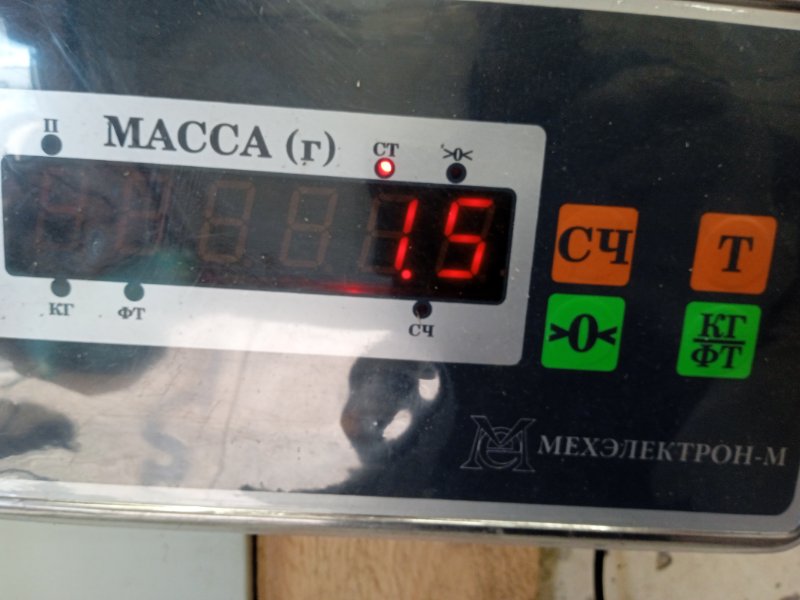 П
МАССА (г)
СТ
>0<
1.5
КГ
ФТ
СЧ
СЧ
Т
>0<
КГ
ФТ
МЕХЭЛЕКТРОН-М